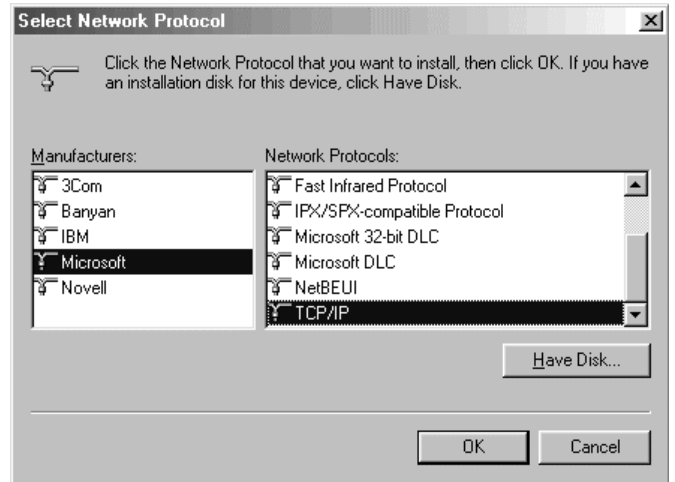 Select Network Protocol
Click the Network Protocol that you want to install, then click OK. If you have
an installation disk for this device, click Have Disk.
Manufacturers:
3Com
Banyan
IBM
Microsoft
Novell
Network Protocols:
Fast Infrared Protocol
IPX/SPX-compatible Protocol
Microsoft 32-bit DLC
Microsoft DLC
NetBEUI
TCP/IP
Have Disk...
OK
Cancel